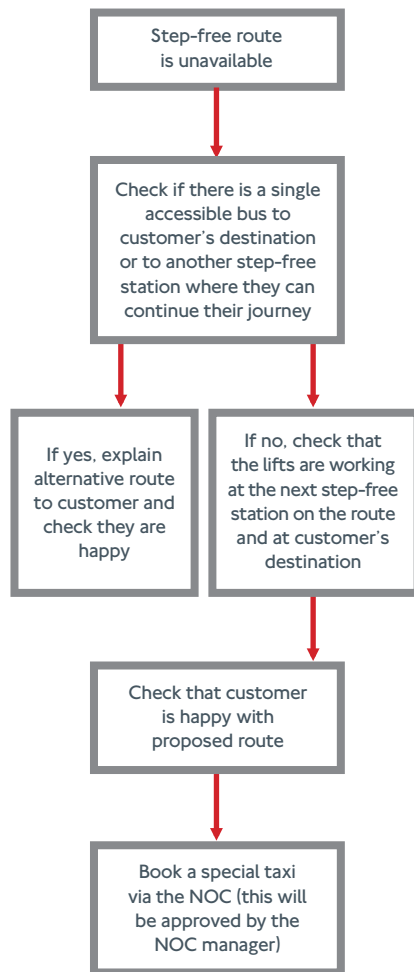 Step-free route
is unavailable
Check if there is a single
accessible bus to
customer’s destination
or to another step-free
station where they can
continue their journey
If yes, explain
alternative route
to customer and
check they are
happy
If no, check that
the lifts are working
at the next step-free
station on the route
and at customer’s
destination
Check that customer
is happy with
proposed route
Book a special taxi
via the NOC (this will
be approved by the
NOC manager)